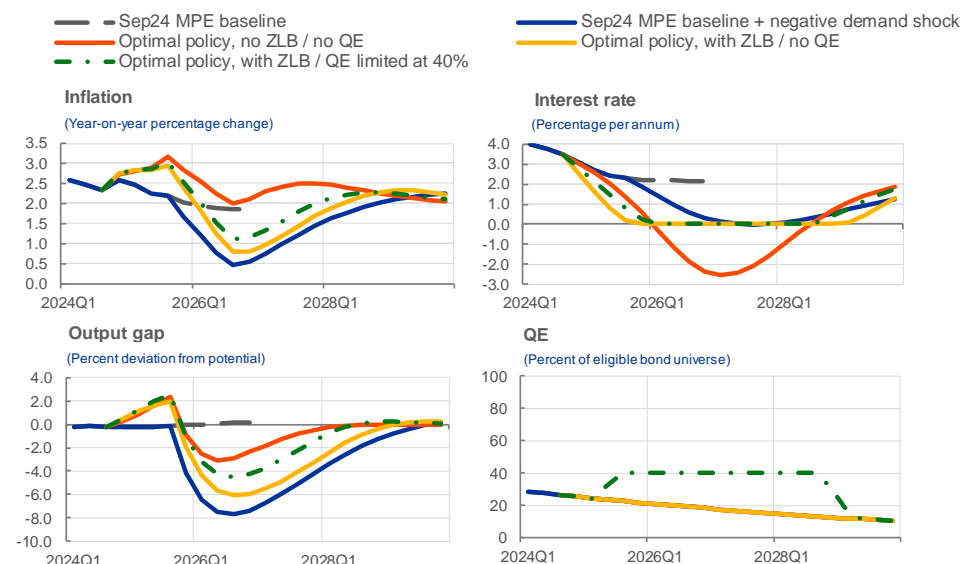 Sep24 MPE baseline
Sep24 MPE baseline + negative demand shock
Optimal policy, no ZLB / no QE
Optimal policy, with ZLB / no QE
Optimal policy, with ZLB / QE limited at 40%
Inflation
(Year-on-year percentage change)
3.5
3.0
2.5
2.0
1.5
1.0
0.5
0.0
2024Q1 2026Q1 2028Q1
Interest rate
(Percentage per annum)
4.0
3.0
2.0
1.0
0.0
-1.0
-2.0
-3.0
2024Q1 2026Q1 2028Q1
Output gap
(Percent deviation from potential)
4.0
2.0
0.0
-2.0
-4.0
-6.0
-8.0
-10.0
2024Q1 2026Q1 2028Q1
QE
(Percent of eligible bond universe)
100
80
60
40
20
0
2024Q1 2026Q1 2028Q1